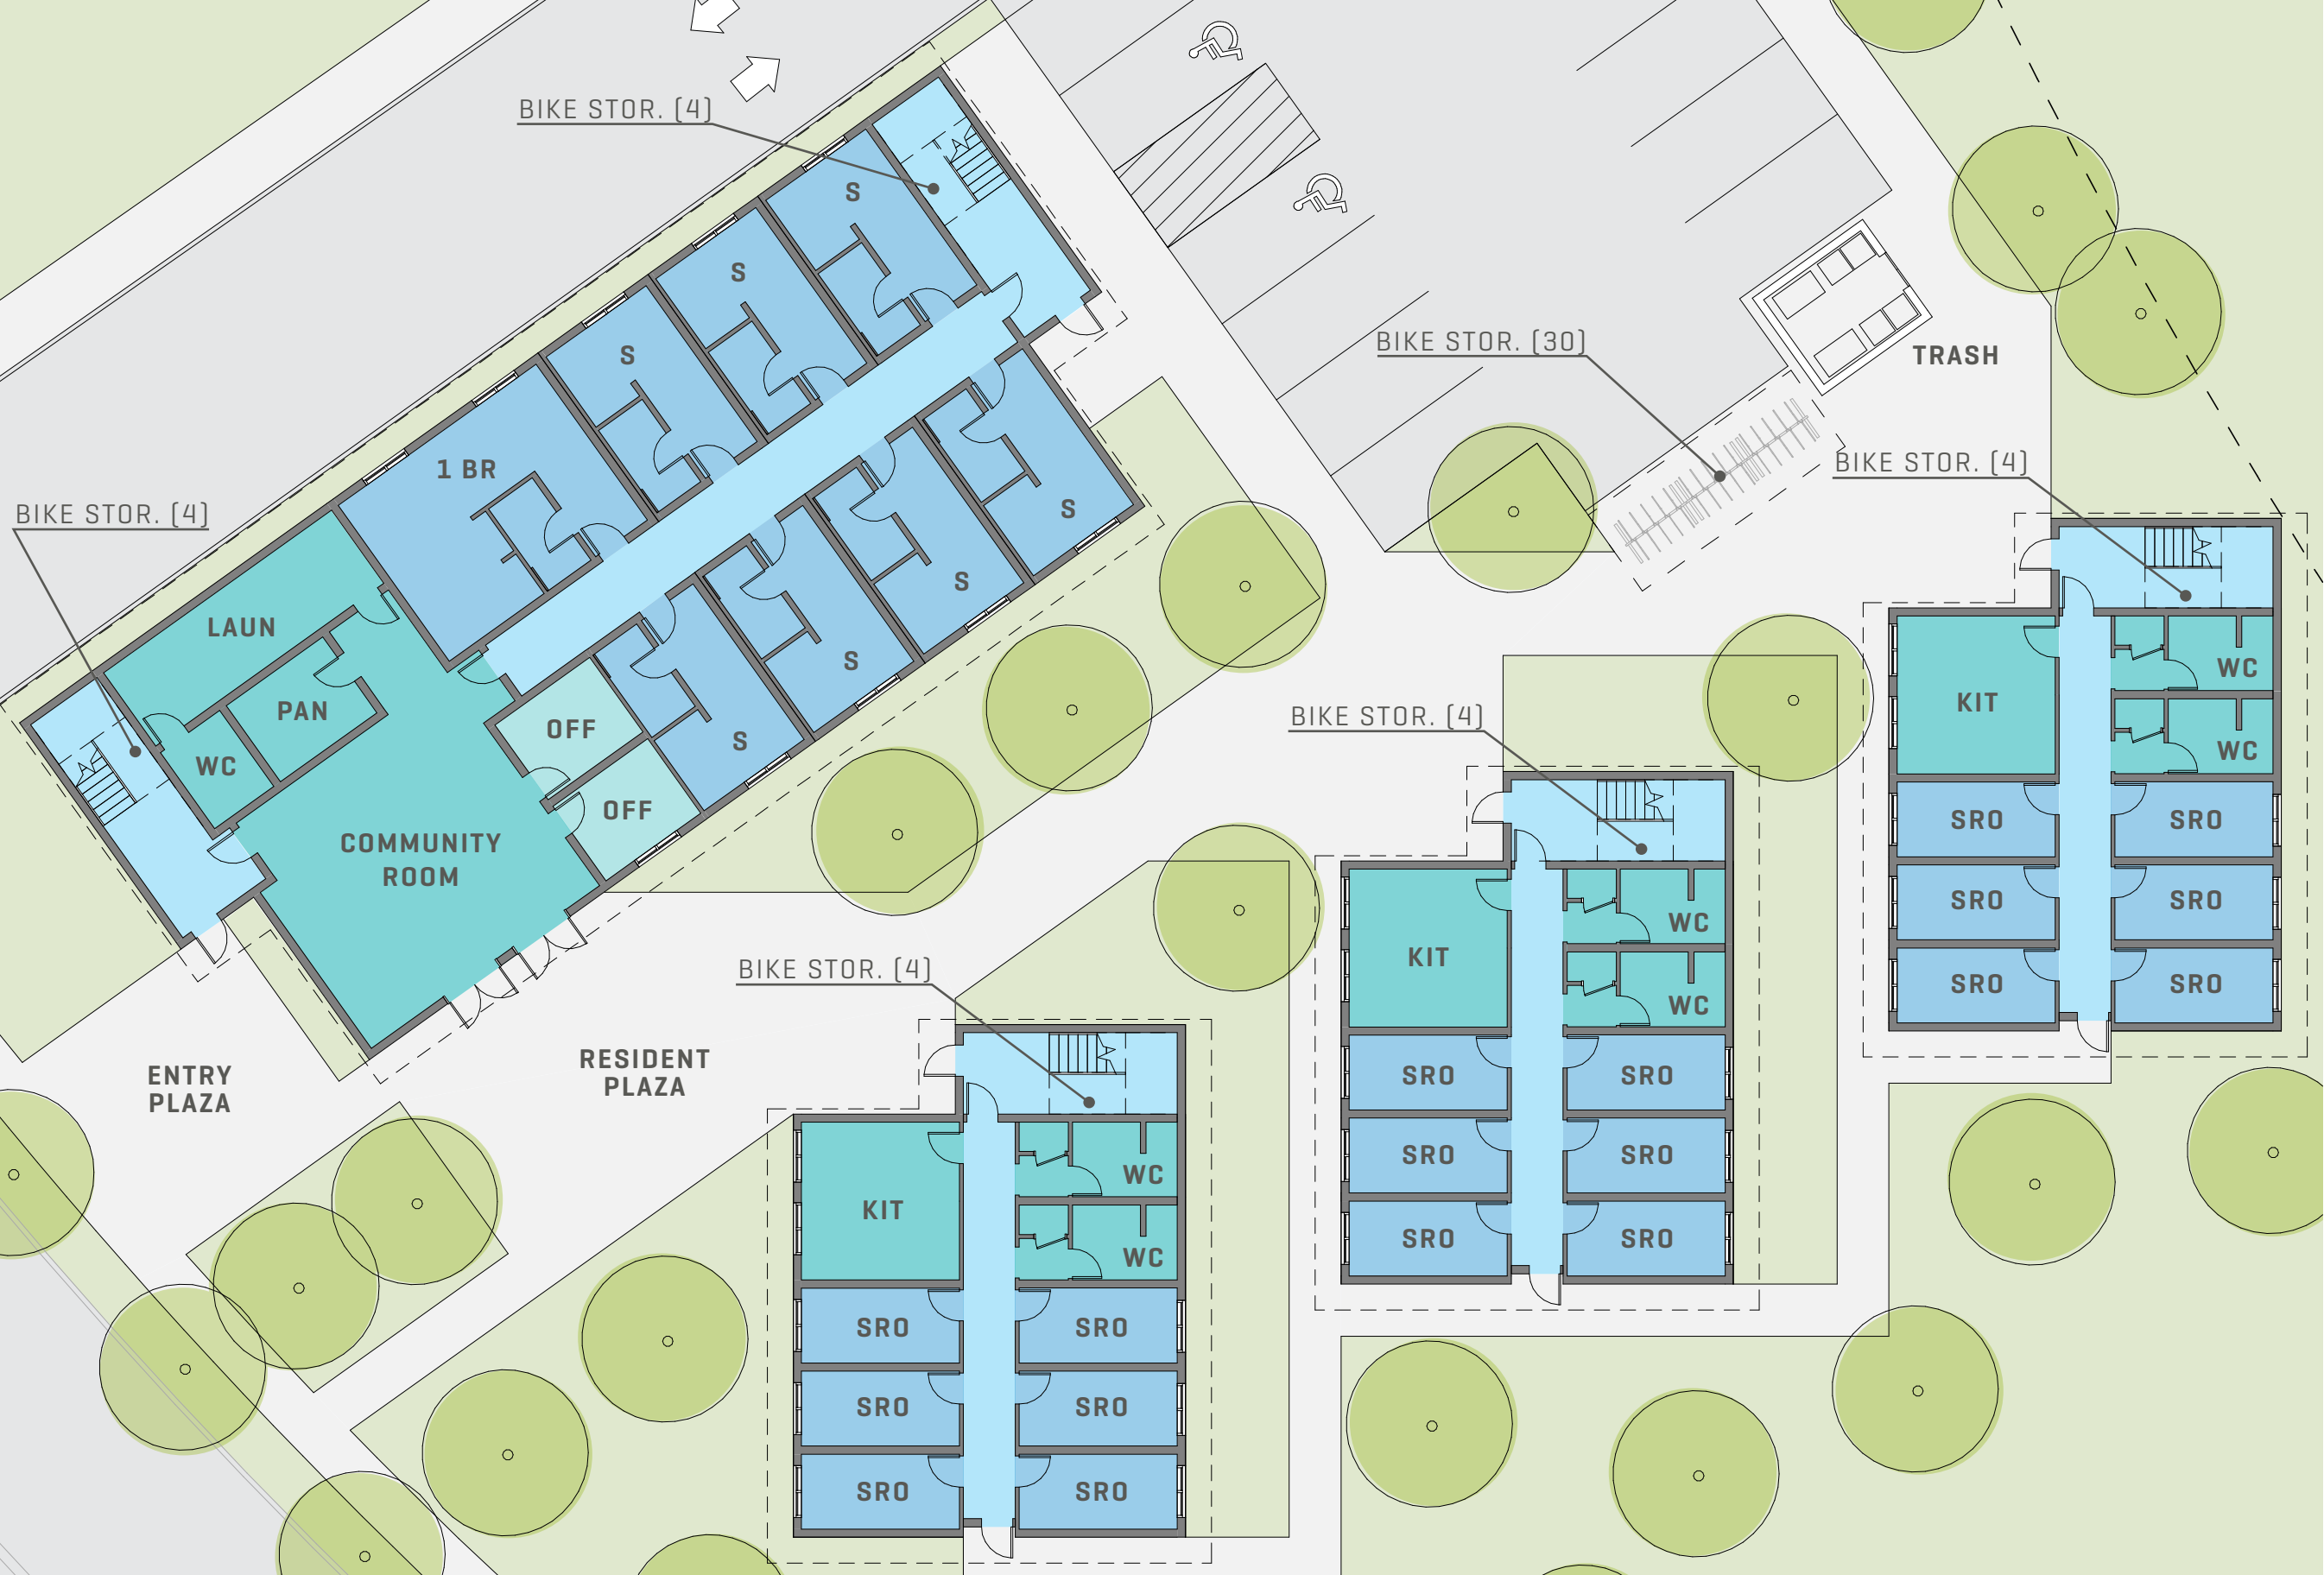 BIKE STOR. (4)
S
S
S
1 BR
BIKE STOR. (4)
LAUN
PAN
WC
COMMUNITY
ROOM
OFF
OFF
S
S
S
S
BIKE STOR. (30)
TRASH
BIKE STOR. (4)
BIKE STOR. (4)
BIKE STOR. (4)
ENTRY
PLAZA
RESIDENT
PLAZA
KIT
WC
WC
SRO
SRO
SRO
SRO
SRO
SRO
KIT
WC
WC
SRO
SRO
SRO
SRO
SRO
SRO
KIT
WC
WC
SRO
SRO
SRO
SRO
SRO
SRO